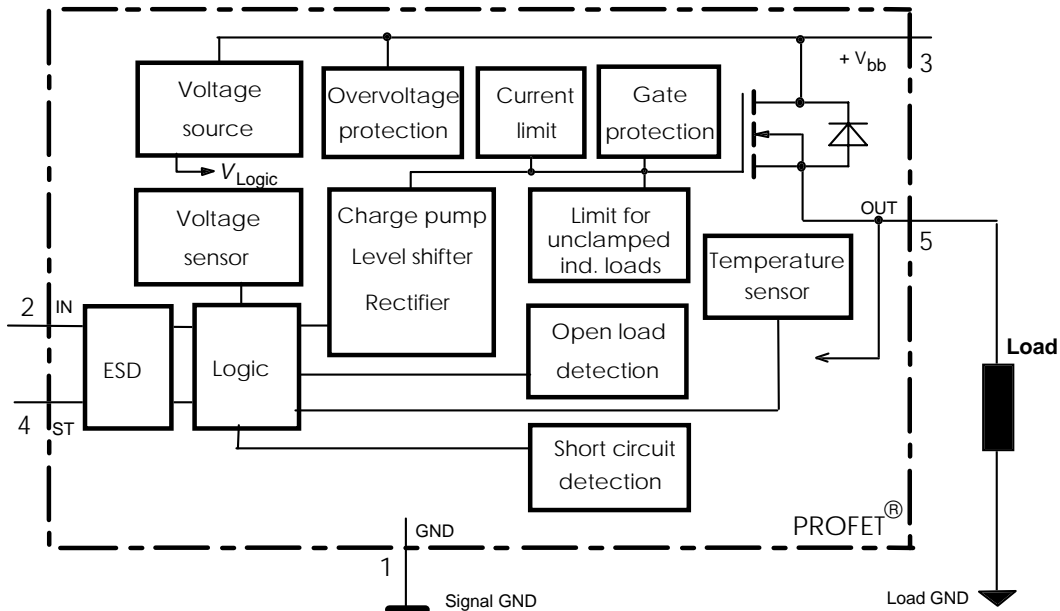 + Vbb
3
Voltage
source
Overvoltage
protection
Current
limit
Gate
protection
VLogic
Voltage
sensor
Charge pump
Level shifter
Rectifier
Limit for
unclamped
ind. loads
OUT
5
Temperature
sensor
2
IN
ESD
Logic
Open load
detection
Load
4
ST
Short circuit
detection
PROFET®
GND
1
Signal GND
Load GND